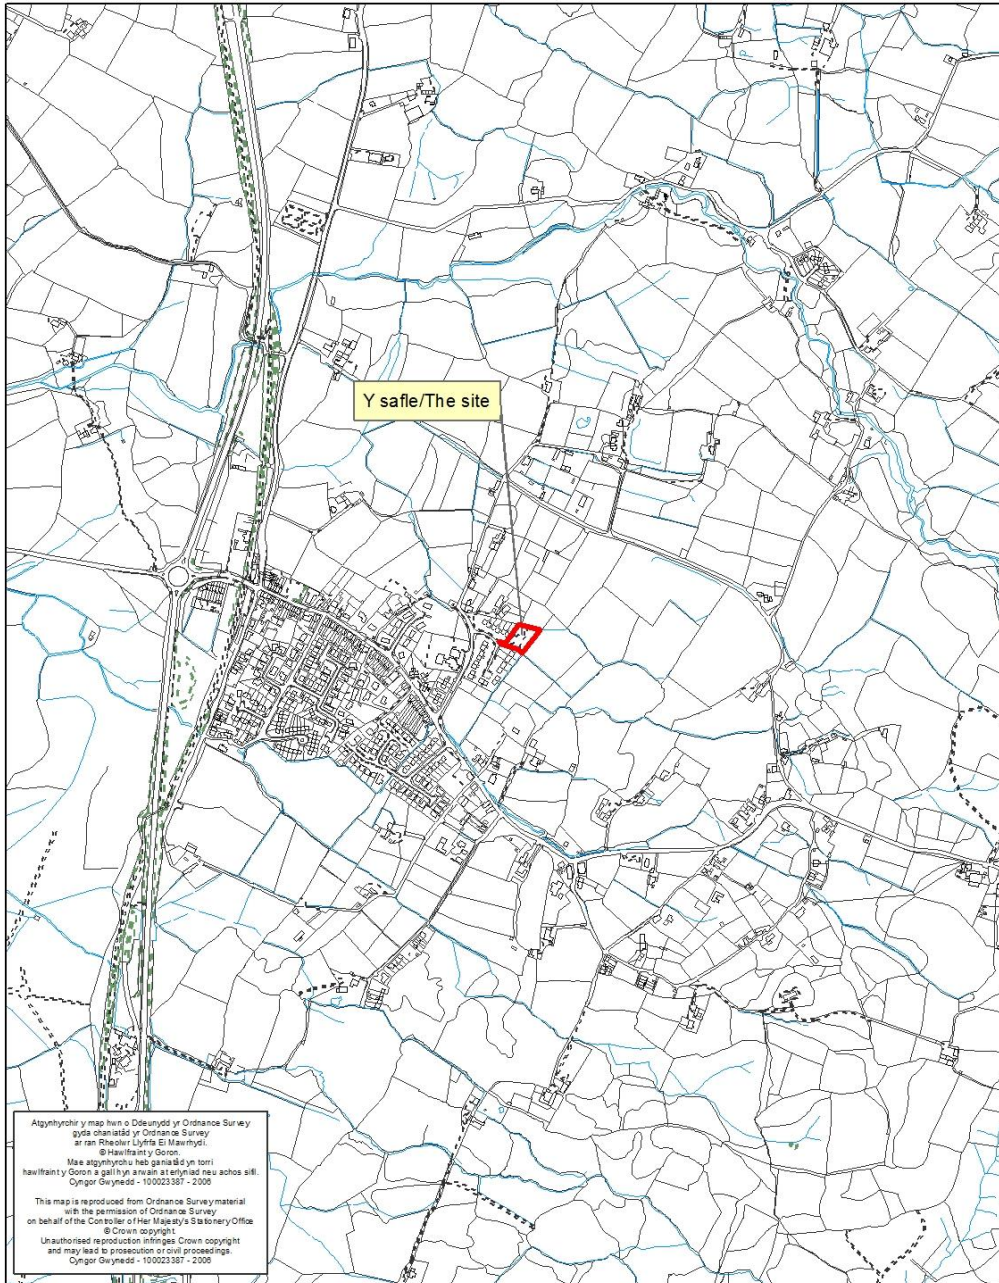 Y safle/The site
Atgynhyrchir y map hwn o Ddeunydd yr Ordnance Survey
gyda chaniatâd yr Ordnance Survey
ar ran Rheolwr Llyfrfa Ei Mawrhydi.
© Hawlfraint y Goron.
Mae atgynhyrchu heb ganiatâd yn torri
hawlfraint y Goron a gall hyn arwain at erlyniad neu achos sifil.
Cyngor Gwynedd - 100023387 - 2006
This map is reproduced from Ordnance Survey material
with the permission of Ordnance Survey
on behalf of the Controller of Her Majesty's Stationery Office
© Crown copyright.
Unauthorised reproduction infringes Crown copyright
and may lead to prosecution or civil proceedings.
Cyngor Gwynedd - 100023387 - 2006